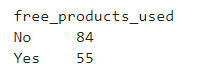 free_products_used
No 84
Yes 55